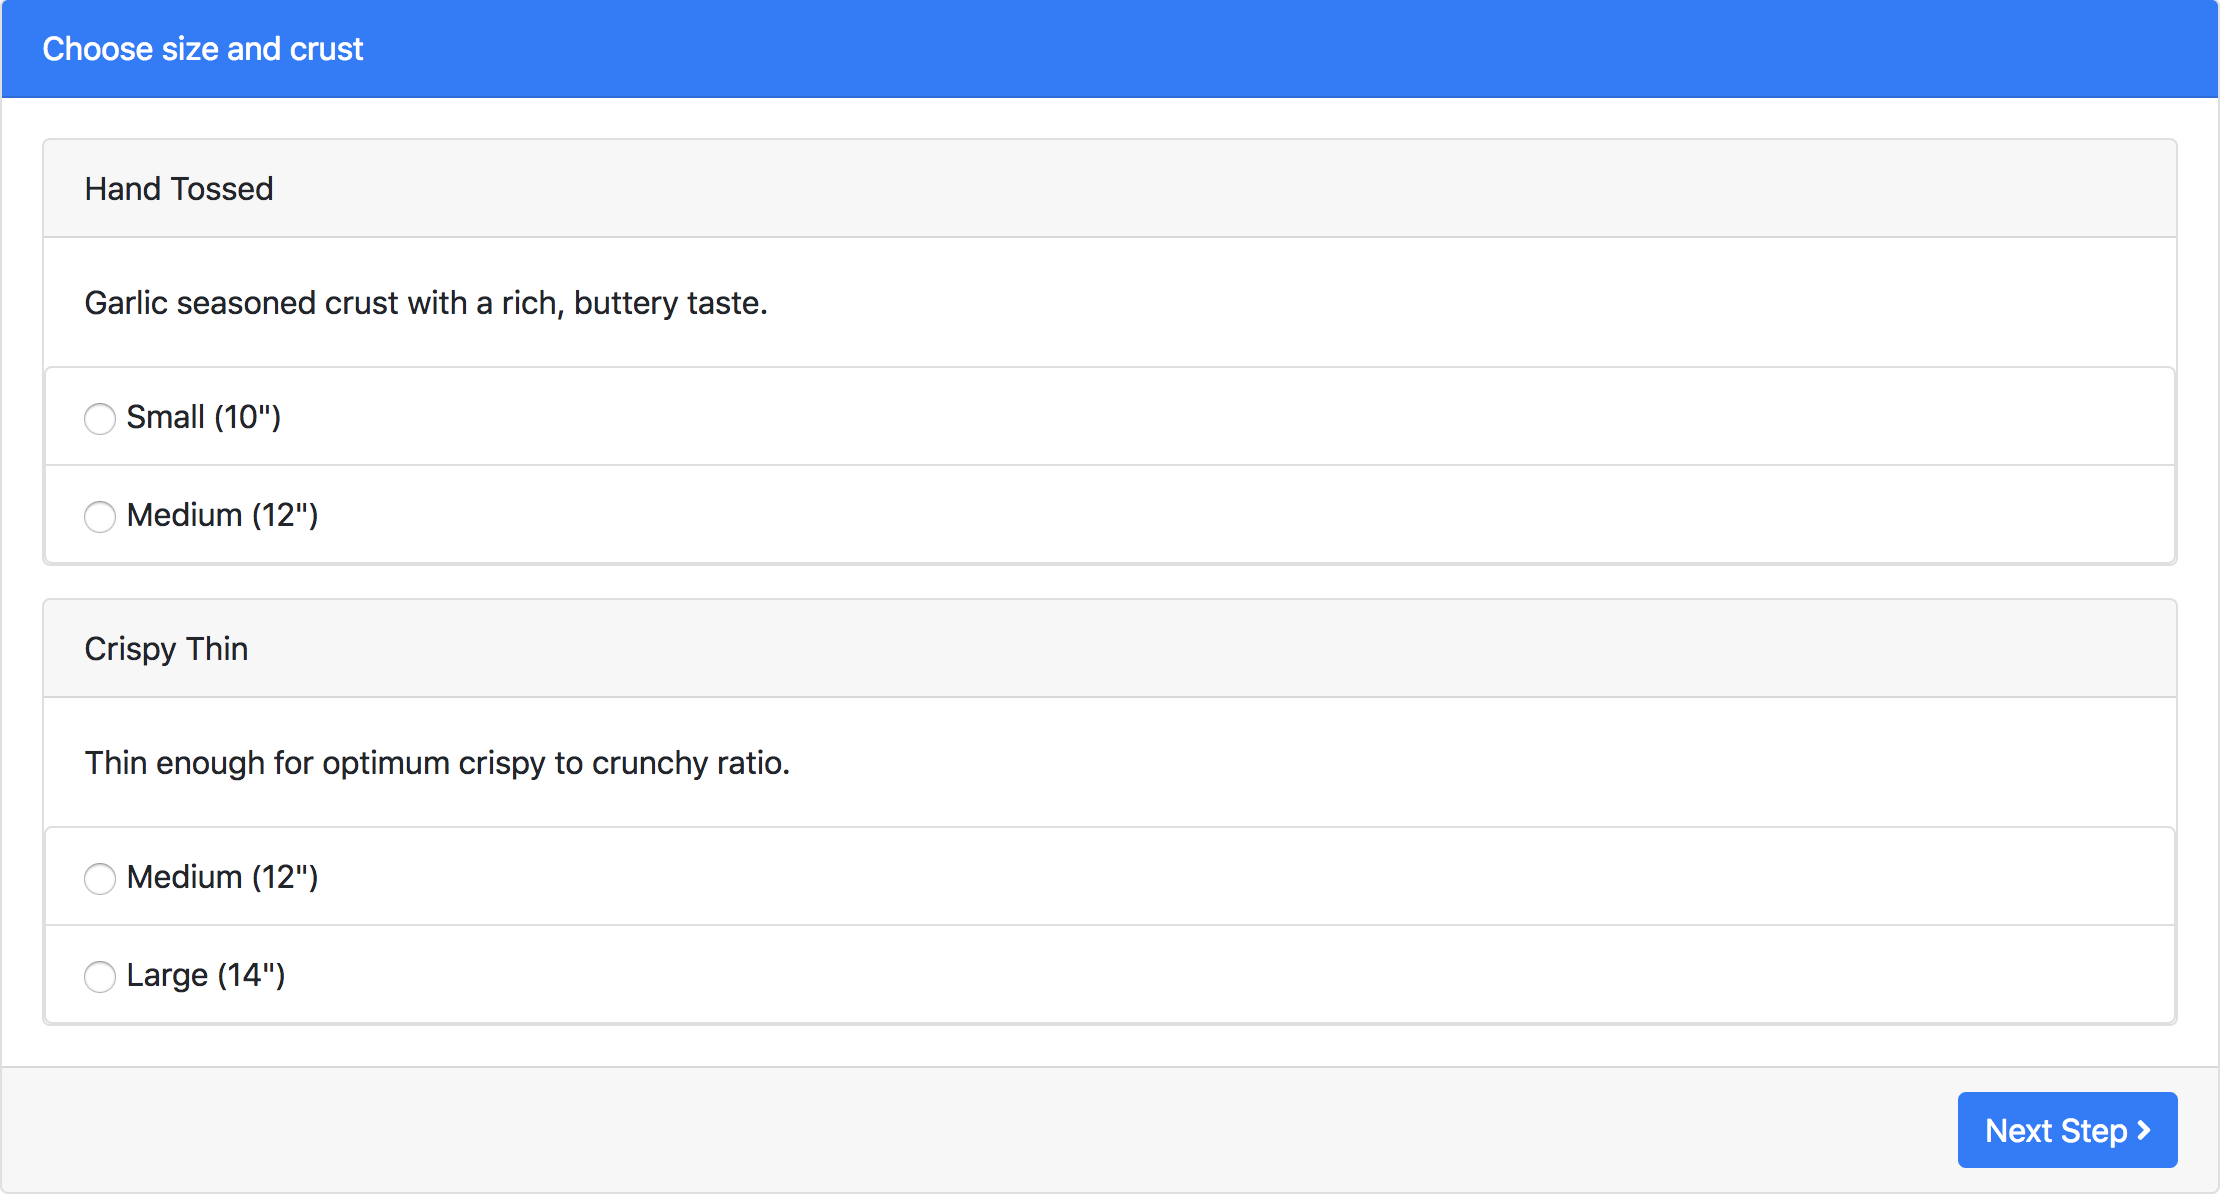 Choose size and crust
Hand Tossed
Garlic seasoned crust with a rich, buttery taste.
Small (10")
Medium (12")
Crispy Thin
Thin enough for optimum crispy to crunchy ratio.
Medium (12")
Large (14")
Next Step